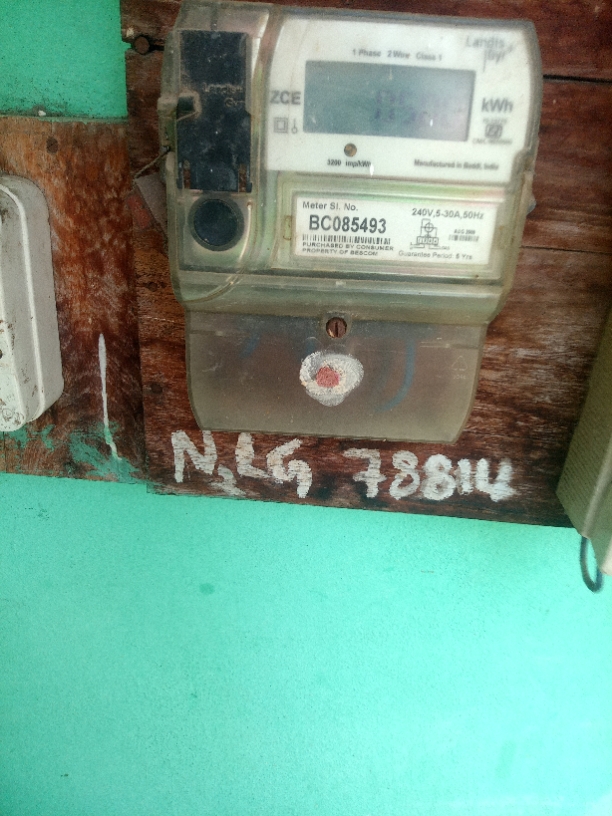 Landis
Gyr
1 Phase 2 Wire Class 1
ZCE
kWh
3200 imp/kWh
Manufactured in Baddi, India
Meter Sl. No.
240V,5-30A,50Hz
BC085493
PURCHASED BY CONSUMER
PROPERTY OF BESCOM
Guarantee Period 5 Yrs
N2LG 78814